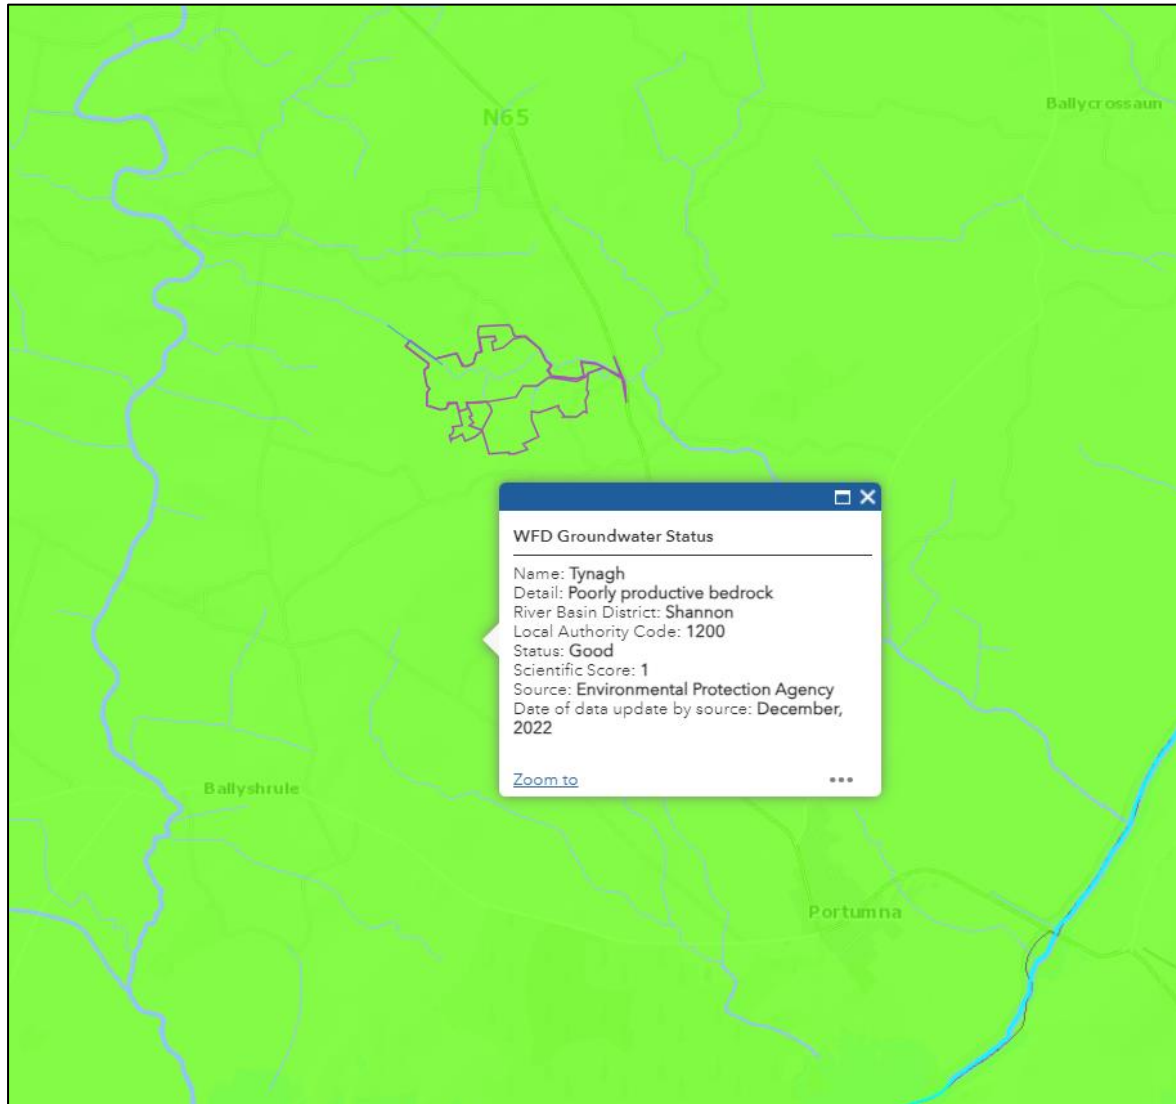 N65
Ballycrossaun
WFD Groundwater Status
Name: Tynagh
Detail: Poorly productive bedrock
River Basin District: Shannon
Local Authority Code: 1200
Status: Good
Scientific Score: 1
Source: Environmental Protection Agency
Date of data update by source: December,
2022
Zoom to
Ballyshrule
Portumna